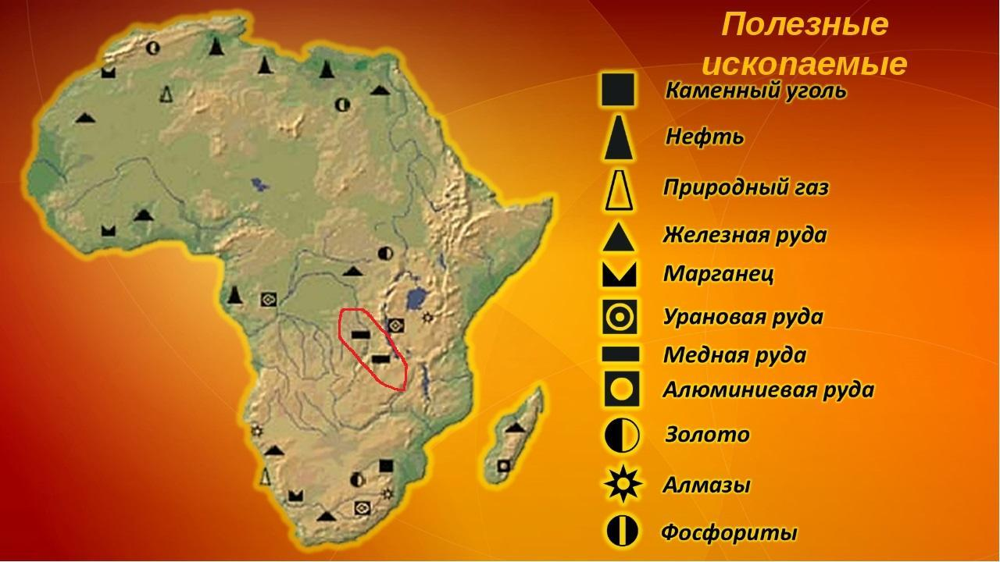 Полезные
ископаемые
Каменный уголь
Нефть
Природный газ
Железная руда
Марганец
Урановая руда
Медная руда
Алюминиевая руда
Золото
Алмазы
Фосфориты